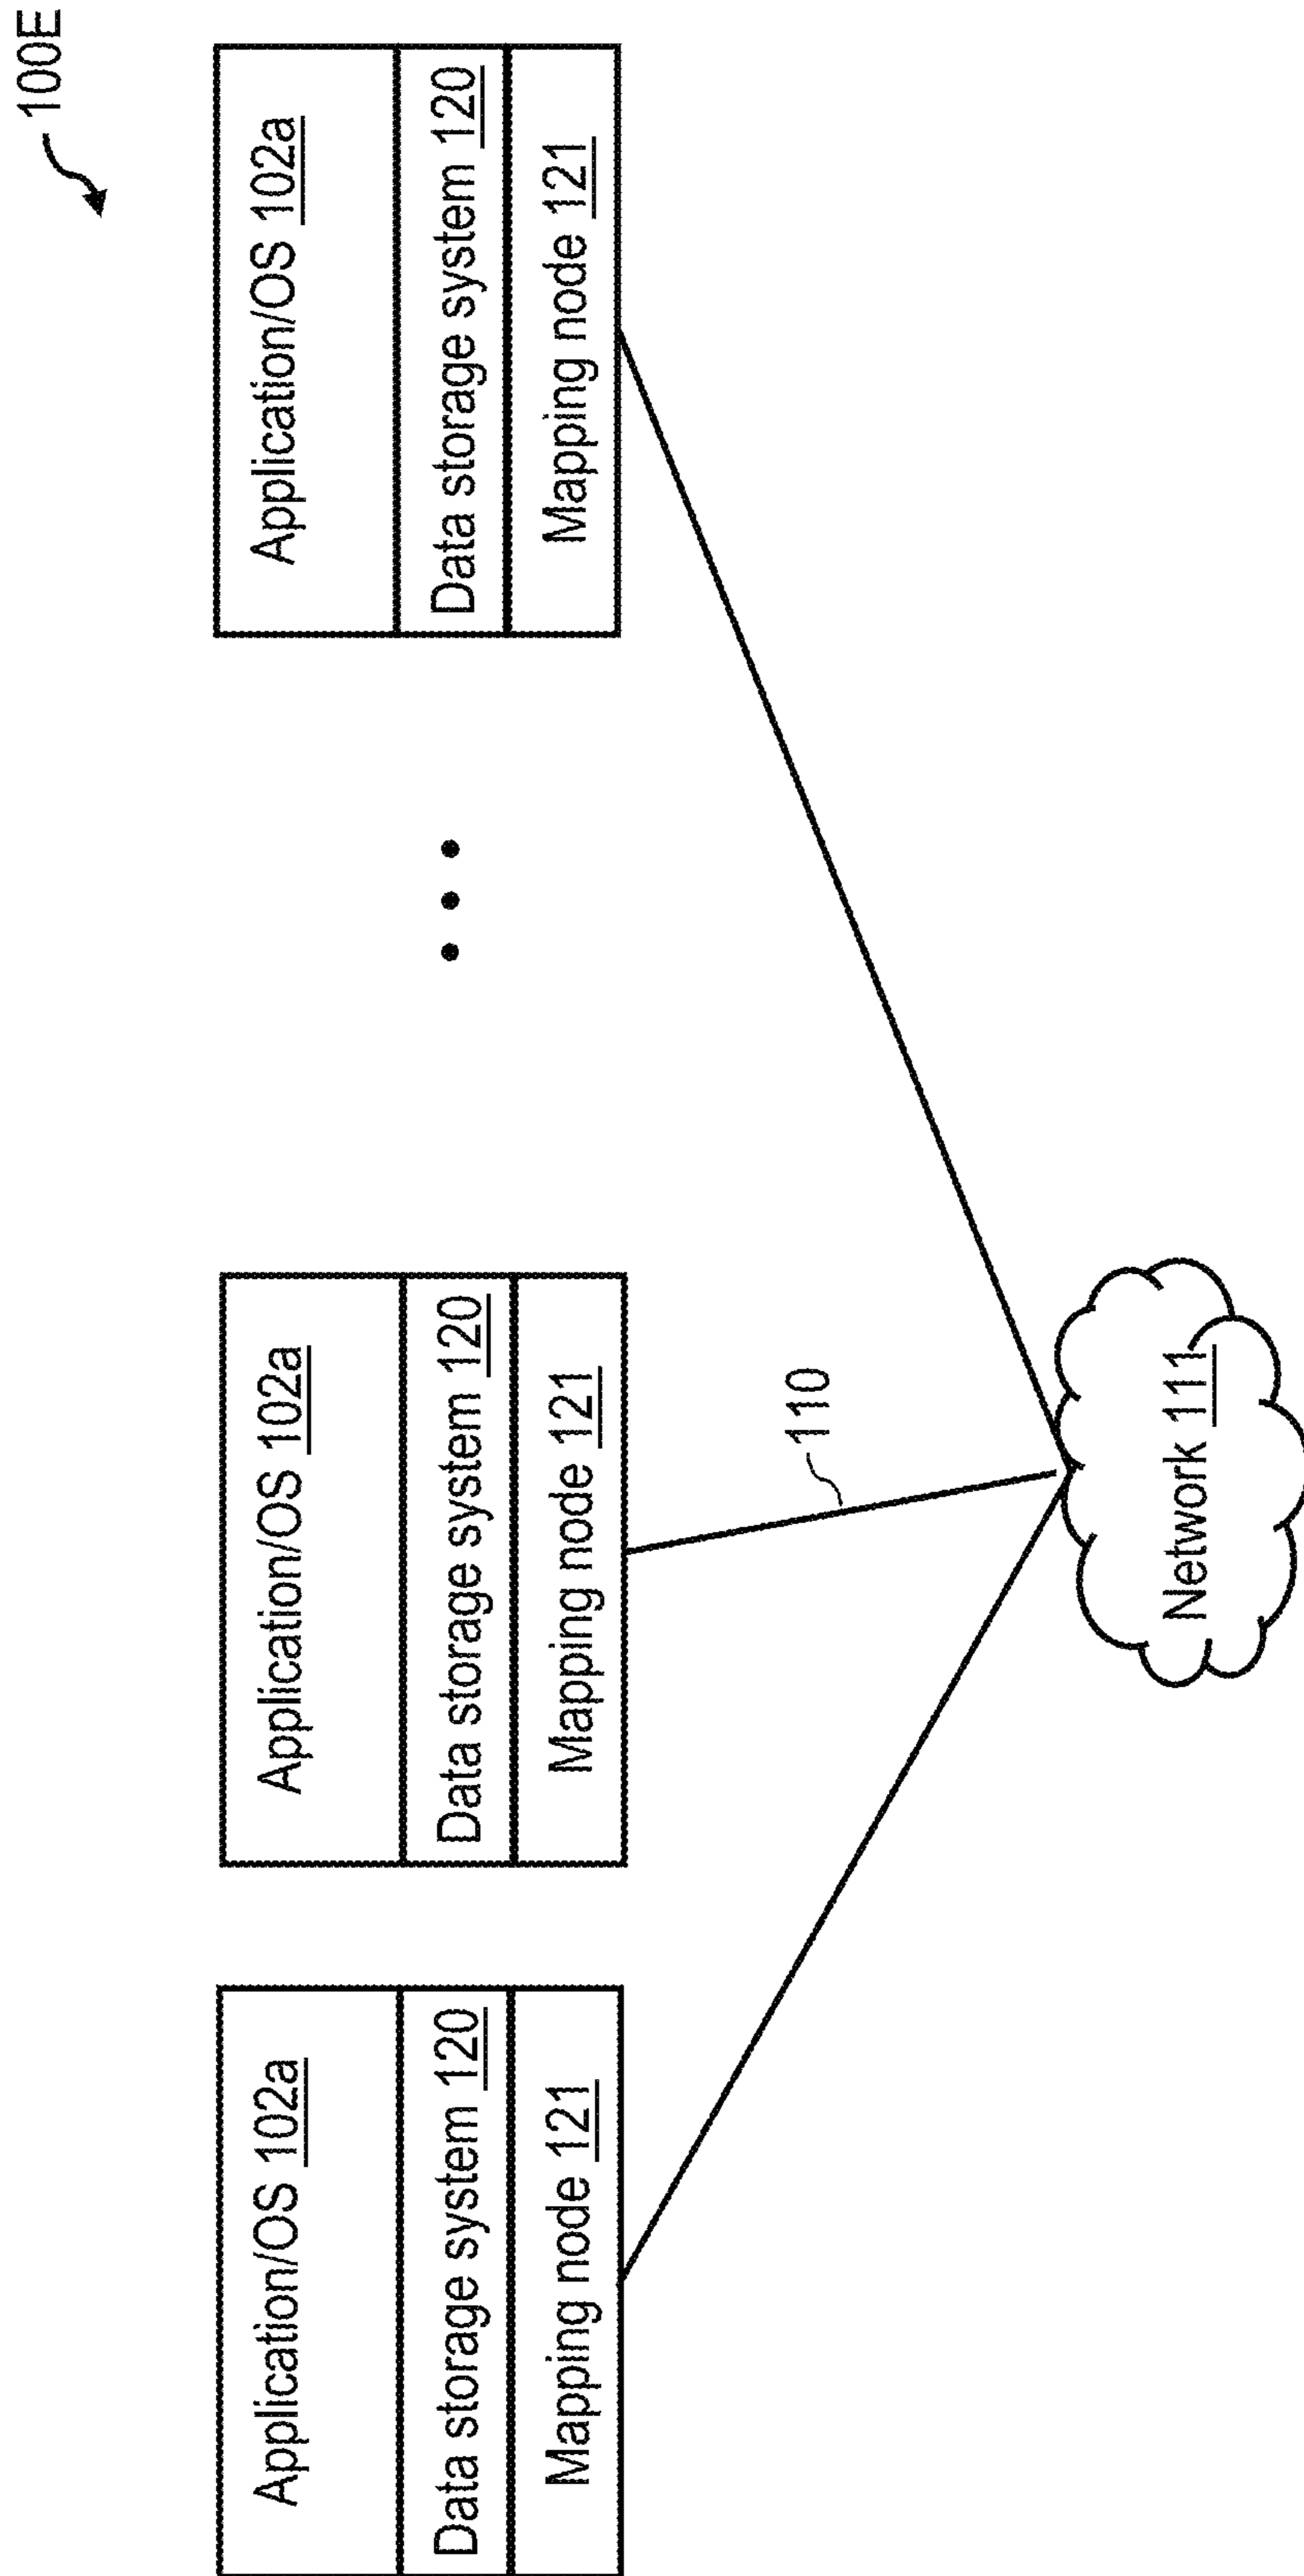 100E
Application/OS 102a
Data storage system 120
Mapping node 121
Application/OS 102a
Data storage system 120
Mapping node 121
Application/OS 102a
Data storage system 120
Mapping node 121
110
Network 111